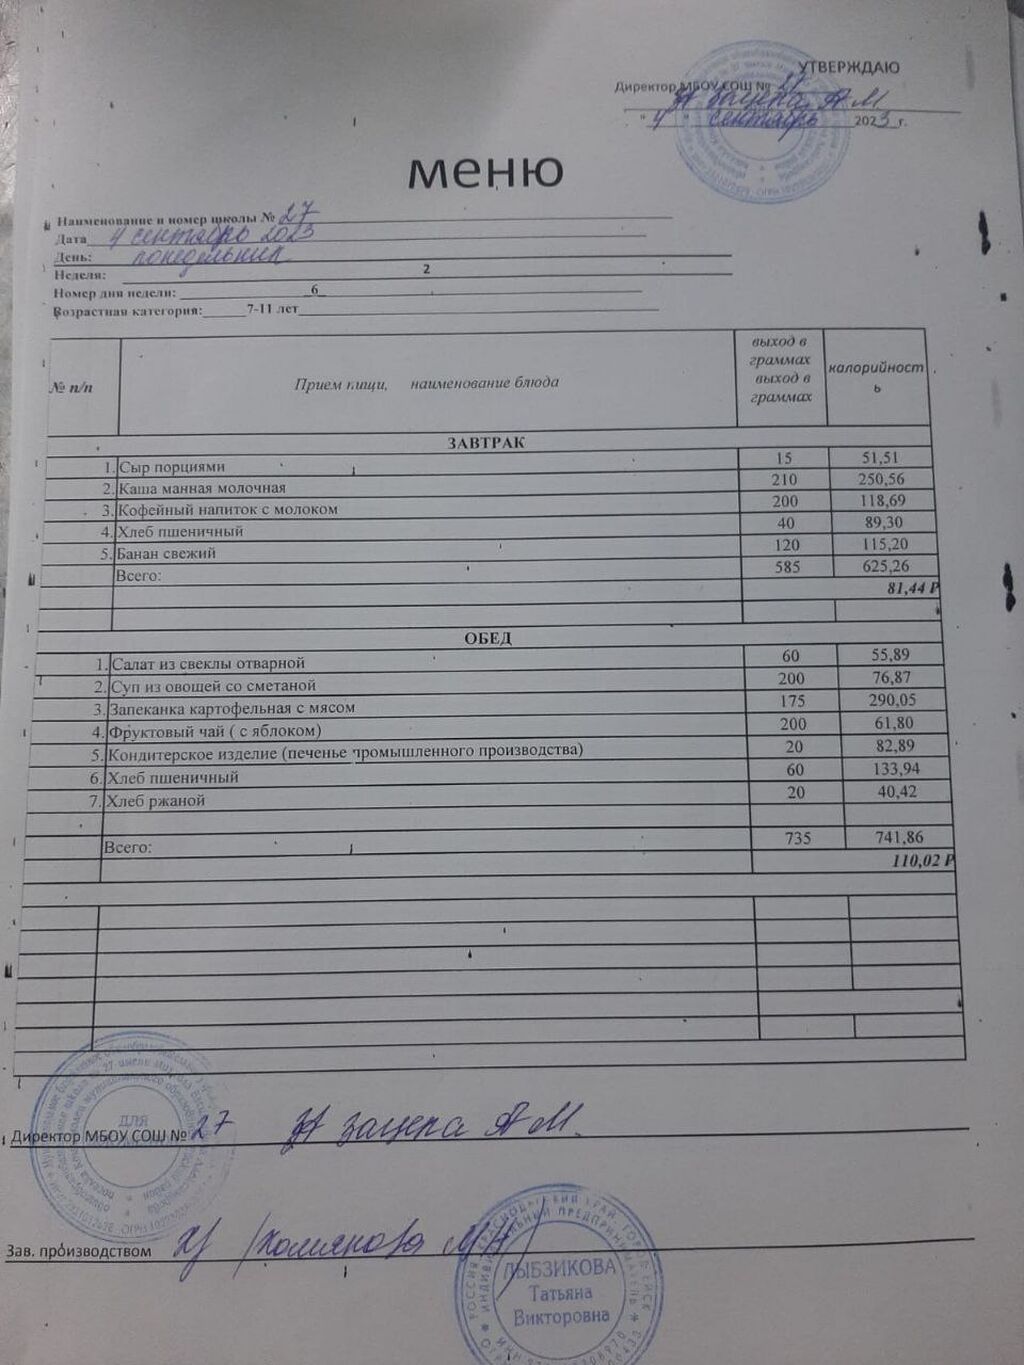 УТВЕРЖДАЮ
Директор МБОУ СОШ № 27
Зацепа А М
" 4 " сентябрь 2023 г.
меню
Наименование и номер школы № 27
Дата 4 сентябрь 2023
День: понедельник
Неделя: 2
Номер дня недели: 6
Возрастная категория: 7-11 лет
№ п/п Прием пищи, наименование блюда выход в граммах выход в граммах калорийность
ЗАВТРАК
1. Сыр порциями 15 51,51
2. Каша манная молочная 210 250,56
3. Кофейный напиток с молоком 200 118,69
4. Хлеб пшеничный 40 89,30
5. Банан свежий 120 115,20
Всего: 585 625,26
81,44 Р
ОБЕД
1. Салат из свеклы отварной 60 55,89
2. Суп из овощей со сметаной 200 76,87
3. Запеканка картофельная с мясом 175 290,05
4. Фруктовый чай ( с яблоком) 200 61,80
5. Кондитерское изделие (печенье промышленного производства) 20 82,89
6. Хлеб пшеничный 60 133,94
7. Хлеб ржаной 20 40,42
Всего: 735 741,86
110,02 Р
ДЛЯ
Директор МБОУ СОШ № 27 Зацепа А М.
Зав. производством
ЛЫБЗИКОВА
Татьяна
Викторовна